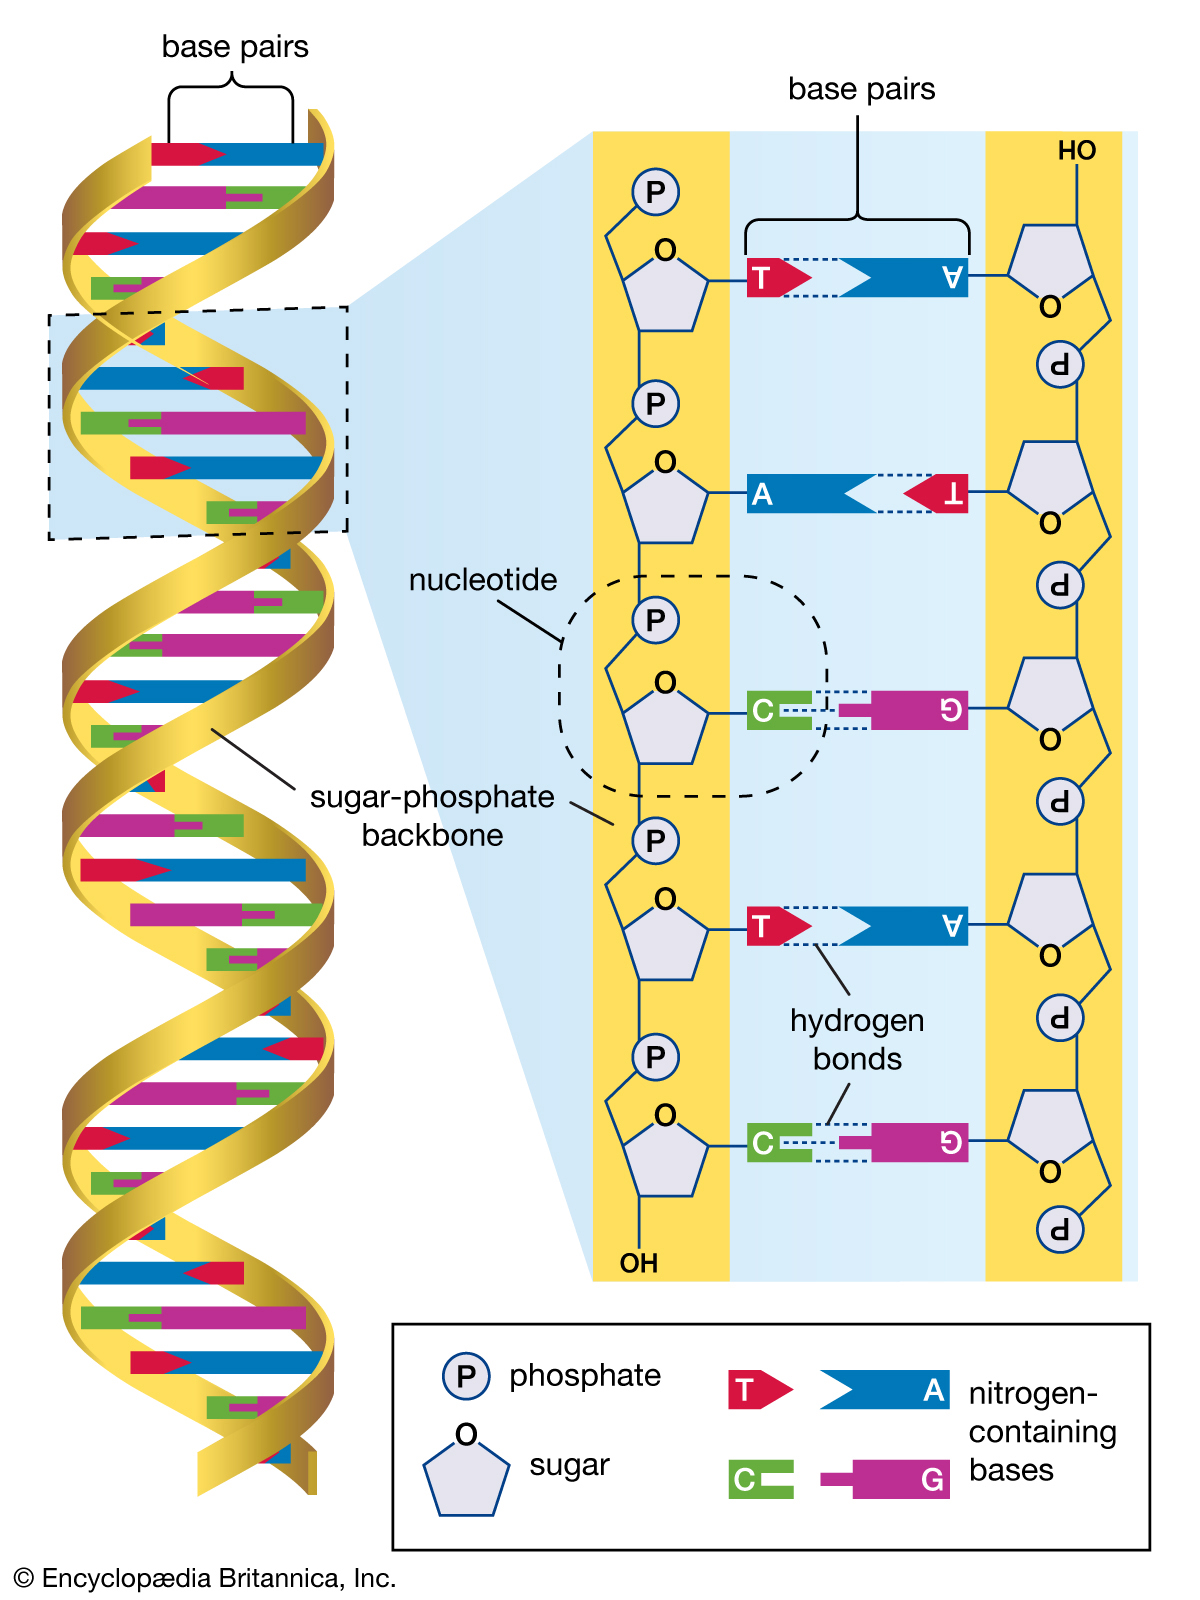 base pairs
base pairs
HO
P
O
T
A
O
P
P
O
A
T
O
P
nucleotide
P
O
C
G
O
P
sugar-phosphate
backbone
P
O
T
A
O
hydrogen
bonds
P
P
O
C
G
O
P
OH
P
phosphate
O
sugar
T
A
C
G
nitrogen-
containing
bases
© Encyclopædia Britannica, Inc.